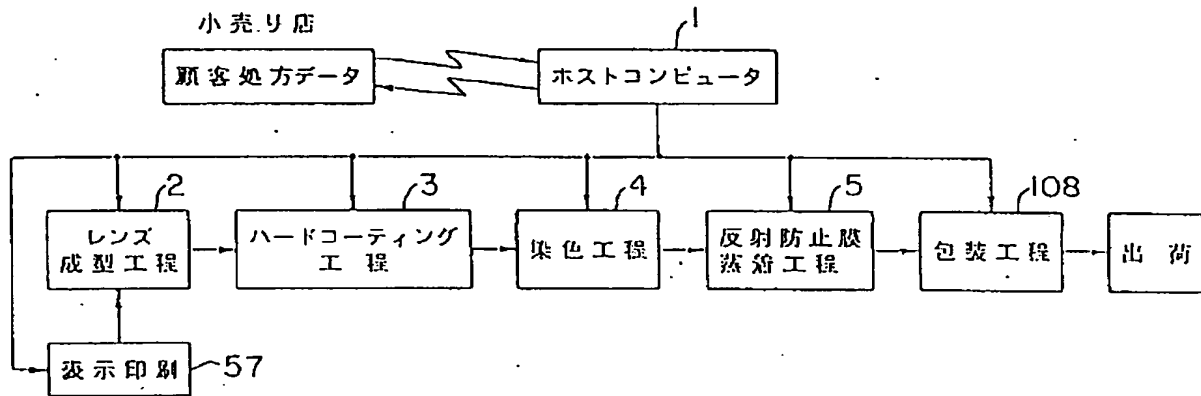 小売り店
1
顧客処方データ
ホストコンピュータ
2
3
4
5
108
レンズ
成型工程
ハードコーティング
工程
染色工程
反射防止膜
蒸着工程
包装工程
出荷
表示印刷
57